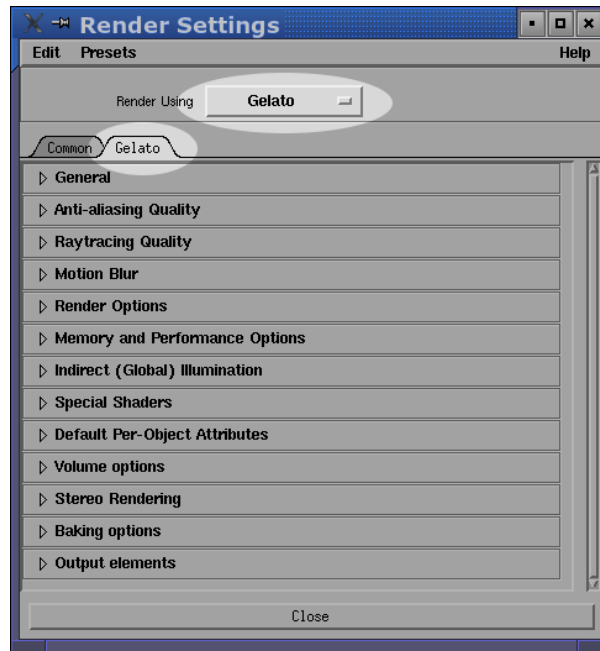 Render Settings
Edit Presets Help
Render Using Gelato
Common Gelato
General
Anti-aliasing Quality
Raytracing Quality
Motion Blur
Render Options
Memory and Performance Options
Indirect (Global) Illumination
Special Shaders
Default Per-Object Attributes
Volume options
Stereo Rendering
Baking options
Output elements
Close